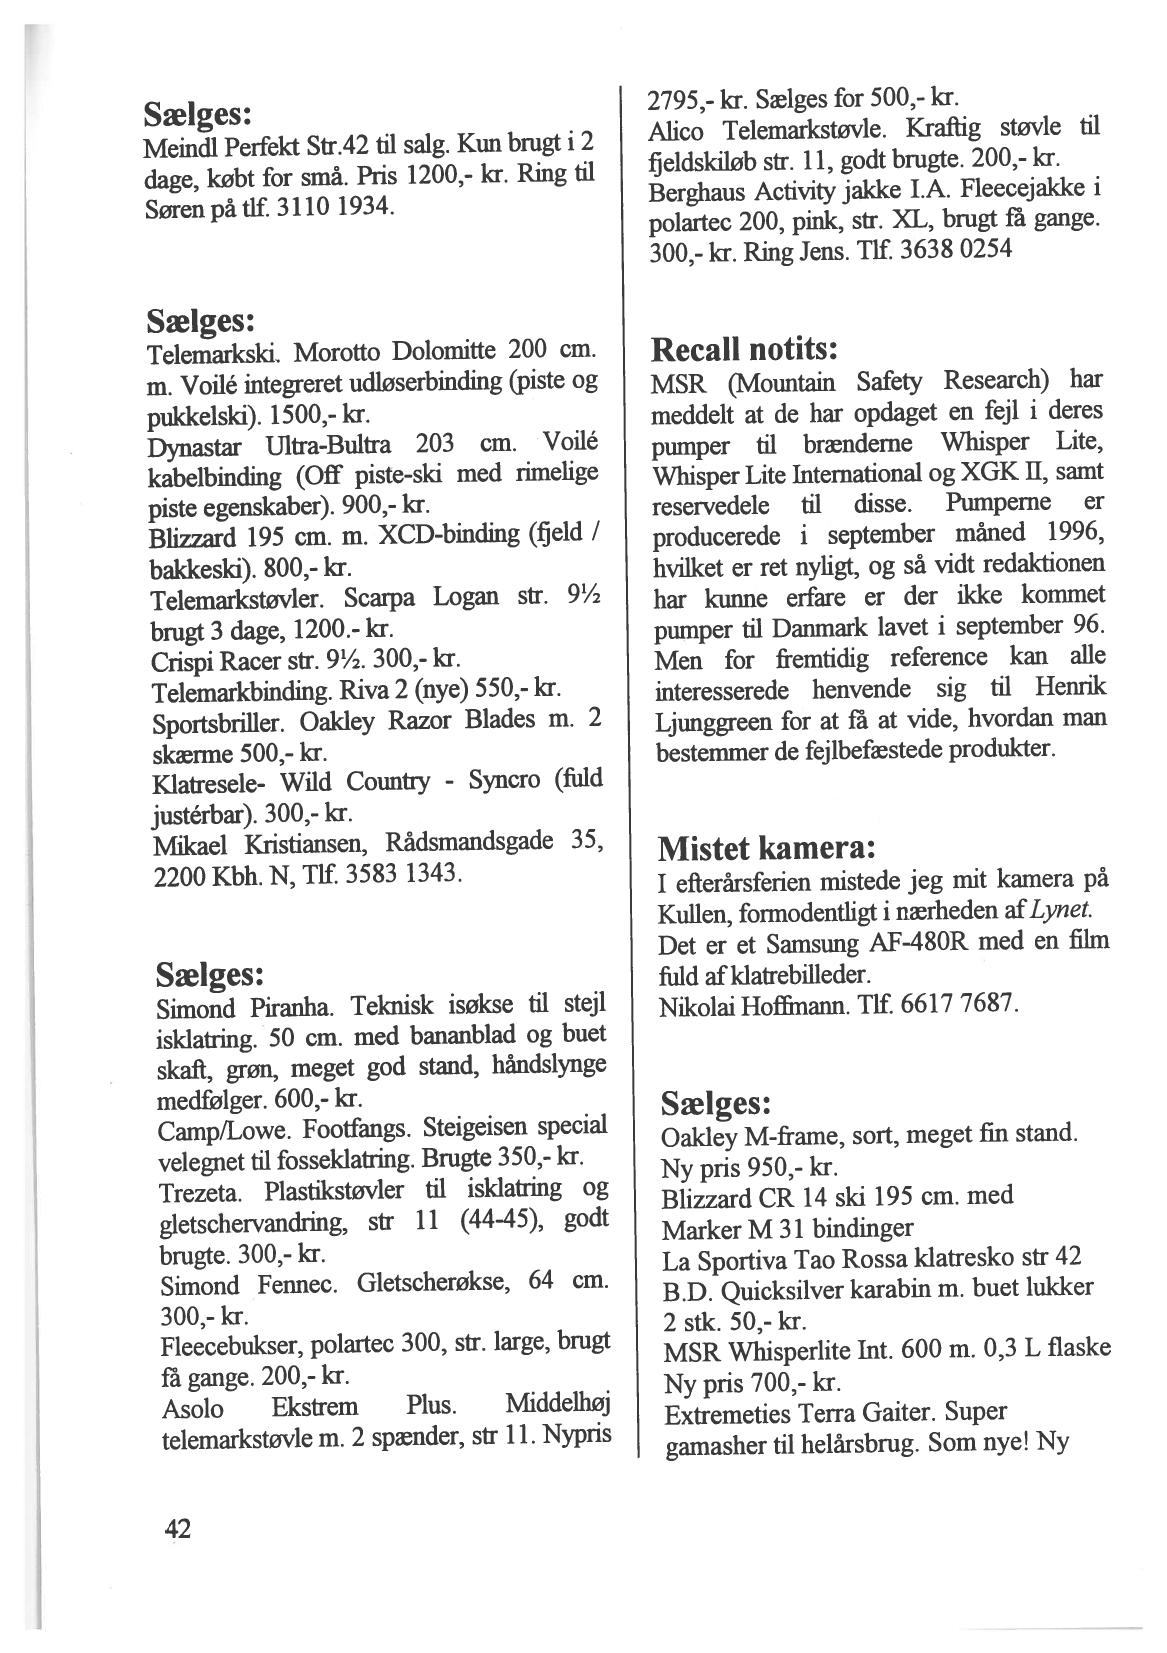 Sælges:
Meindl Perfekt Str.42 til salg. Kun brugt i 2
dage, købt for små. Pris 1200,- kr. Ring til
Søren på tlf. 3110 1934.
Sælges:
Telemarkski. Morotto Dolomitte 200 cm.
m. Voilé integreret udløserbinding (piste og
pukkelski). 1500,- kr.
Dynastar Ultra-Bultra 203 cm. Voilé
kabelbinding (Off piste-ski med rimelige
piste egenskaber). 900,- kr.
Blizzard 195 cm. m. XCD-binding (fjeld /
bakkeski). 800,- kr.
Telemarkstøvler. Scarpa Logan str. 9½
brugt 3 dage, 1200.- kr.
Crispi Racer str. 9½. 300,- kr.
Telemarkbinding. Riva 2 (nye) 550,- kr.
Sportsbriller. Oakley Razor Blades m. 2
skærme 500,- kr.
Klatresele- Wild Country - Syncro (fuld
justérbar). 300,- kr.
Mikael Kristiansen, Rådsmandsgade 35,
2200 Kbh. N, Tlf. 3583 1343.
Sælges:
Simond Piranha. Teknisk isøkse til stejl
isklatring. 50 cm. med bananblad og buet
skaft, grøn, meget god stand, håndslynge
medfølger. 600,- kr.
Camp/Lowe. Footfangs. Steigeisen special
velegnet til fosseklatring. Brugte 350,- kr.
Trezeta. Plastikstøvler til isklatring og
gletschervandring, str 11 (44-45), godt
brugte. 300,- kr.
Simond Fennec. Gletscherøkse, 64 cm.
300,- kr.
Fleecebukser, polartec 300, str. large, brugt
få gange. 200,- kr.
Asolo Ekstrem Plus. Middelhøj
telemarkstøvle m. 2 spænder, str 11. Nypris
2795,- kr. Sælges for 500,- kr.
Alico Telemarkstøvle. Kraftig støvle til
fjeldskiløb str. 11, godt brugte. 200,- kr.
Berghaus Activity jakke I.A. Fleecejakke i
polartec 200, pink, str. XL, brugt få gange.
300,- kr. Ring Jens. Tlf. 3638 0254
Recall notits:
MSR (Mountain Safety Research) har
meddelt at de har opdaget en fejl i deres
pumper til brænderne Whisper Lite,
Whisper Lite International og XGK II, samt
reservedele til disse. Pumperne er
producerede i september måned 1996,
hvilket er ret nyligt, og så vidt redaktionen
har kunne erfare er der ikke kommet
pumper til Danmark lavet i september 96.
Men for fremtidig reference kan alle
interesserede henvende sig til Henrik
Ljunggreen for at få at vide, hvordan man
bestemmer de fejlbefæstede produkter.
Mistet kamera:
I efterårsferien mistede jeg mit kamera på
Kullen, formodentligt i nærheden af Lynet.
Det er et Samsung AF-480R med en film
fuld af klatrebilleder.
Nikolai Hoffmann. Tlf. 6617 7687.
Sælges:
Oakley M-frame, sort, meget fin stand.
Ny pris 950,- kr.
Blizzard CR 14 ski 195 cm. med
Marker M 31 bindinger
La Sportiva Tao Rossa klatresko str 42
B.D. Quicksilver karabin m. buet lukker
2 stk. 50,- kr.
MSR Whisperlite Int. 600 m. 0,3 L flaske
Ny pris 700,- kr.
Extremeties Terra Gaiter. Super
gamasher til helårsbrug. Som nye! Ny
42